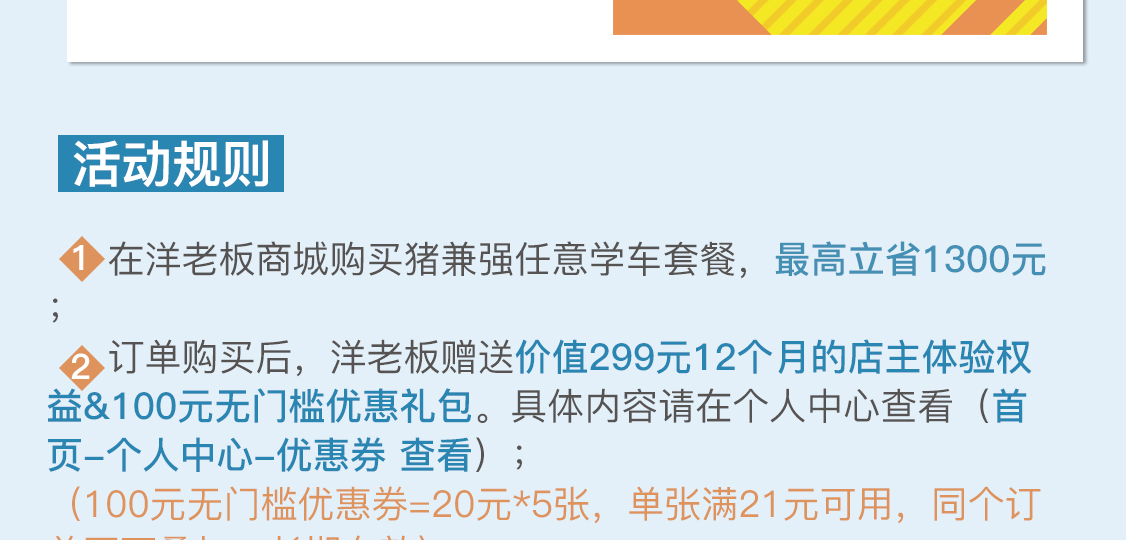 活动规则
1 在洋老板商城购买猪兼强任意学车套餐，最高立省1300元
；
2 订单购买后，洋老板赠送价值299元12个月的店主体验权
益&100元无门槛优惠礼包。具体内容请在个人中心查看（首
页–个人中心–优惠券 查看）；
（100元无门槛优惠券=20元*5张，单张满21元可用，同个订